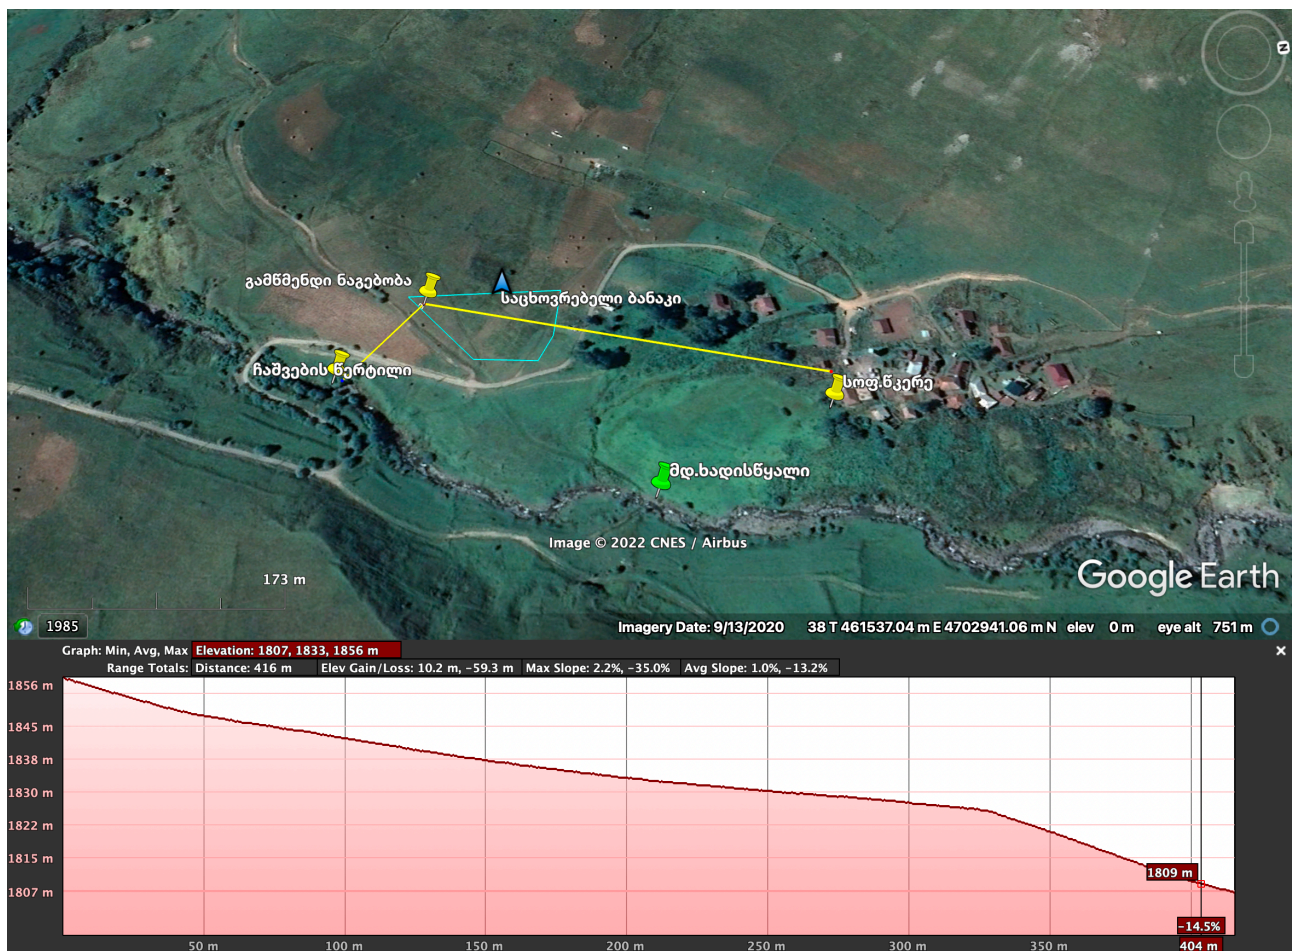 N
გამწმენდი ნაგებობა
საცხოვრებელი ბანაკი
ჩაშვების წერტილი
სოფ.წკერე
მდ.ხადისწყალი
Image © 2022 CNES / Airbus
173 m
Google Earth
1985
Imagery Date: 9/13/2020 38 T 461537.04 m E 4702941.06 m N elev 0 m eye alt 751 m
Graph: Min, Avg, Max Elevation: 1807, 1833, 1856 m
Range Totals: Distance: 416 m Elev Gain/Loss: 10.2 m, -59.3 m Max Slope: 2.2%, -35.0% Avg Slope: 1.0%, -13.2%
1856 m
1845 m
1838 m
1830 m
1822 m
1815 m
1807 m
1809 m
-14.5%
50 m 100 m 150 m 200 m 250 m 300 m 350 m 404 m